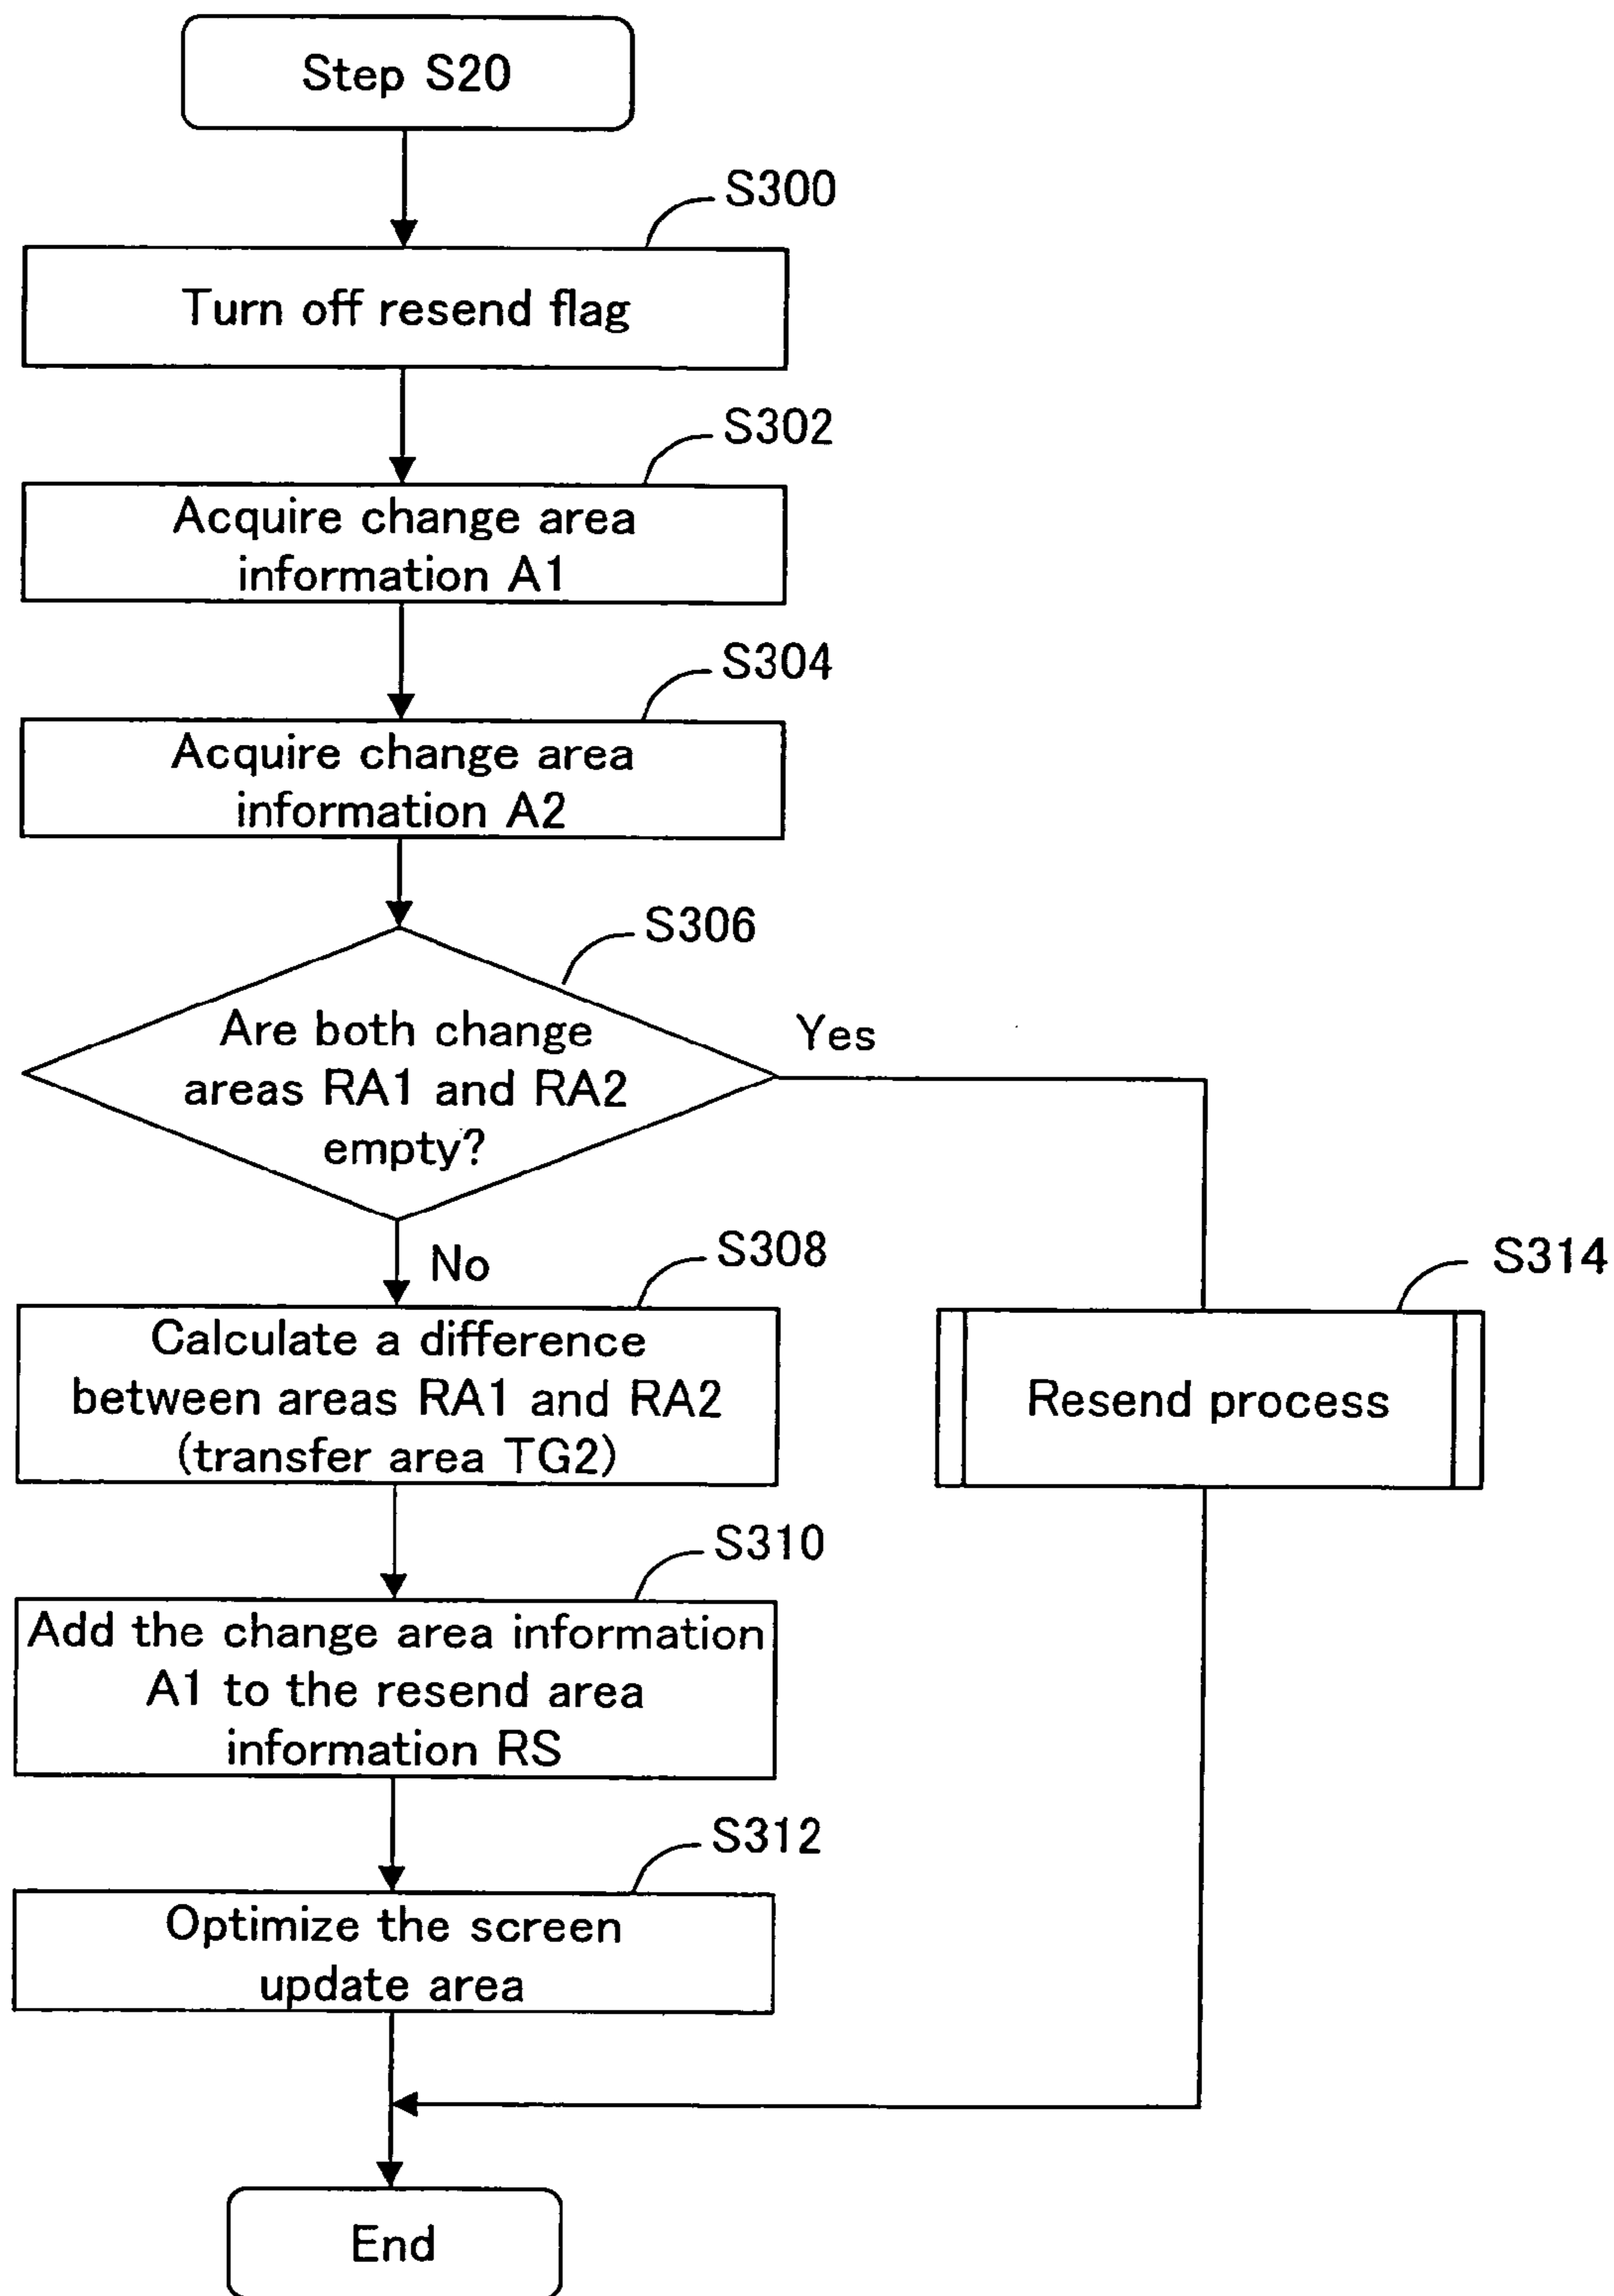 Step S20
S300
Turn off resend flag
S302
Acquire change area
information A1
S304
Acquire change area
information A2
S306
Are both change
areas RA1 and RA2
empty?
Yes
No
S308
Calculate a difference
between areas RA1 and RA2
(transfer area TG2)
S314
Resend process
S310
Add the change area information
A1 to the resend area
information RS
S312
Optimize the screen
update area
End